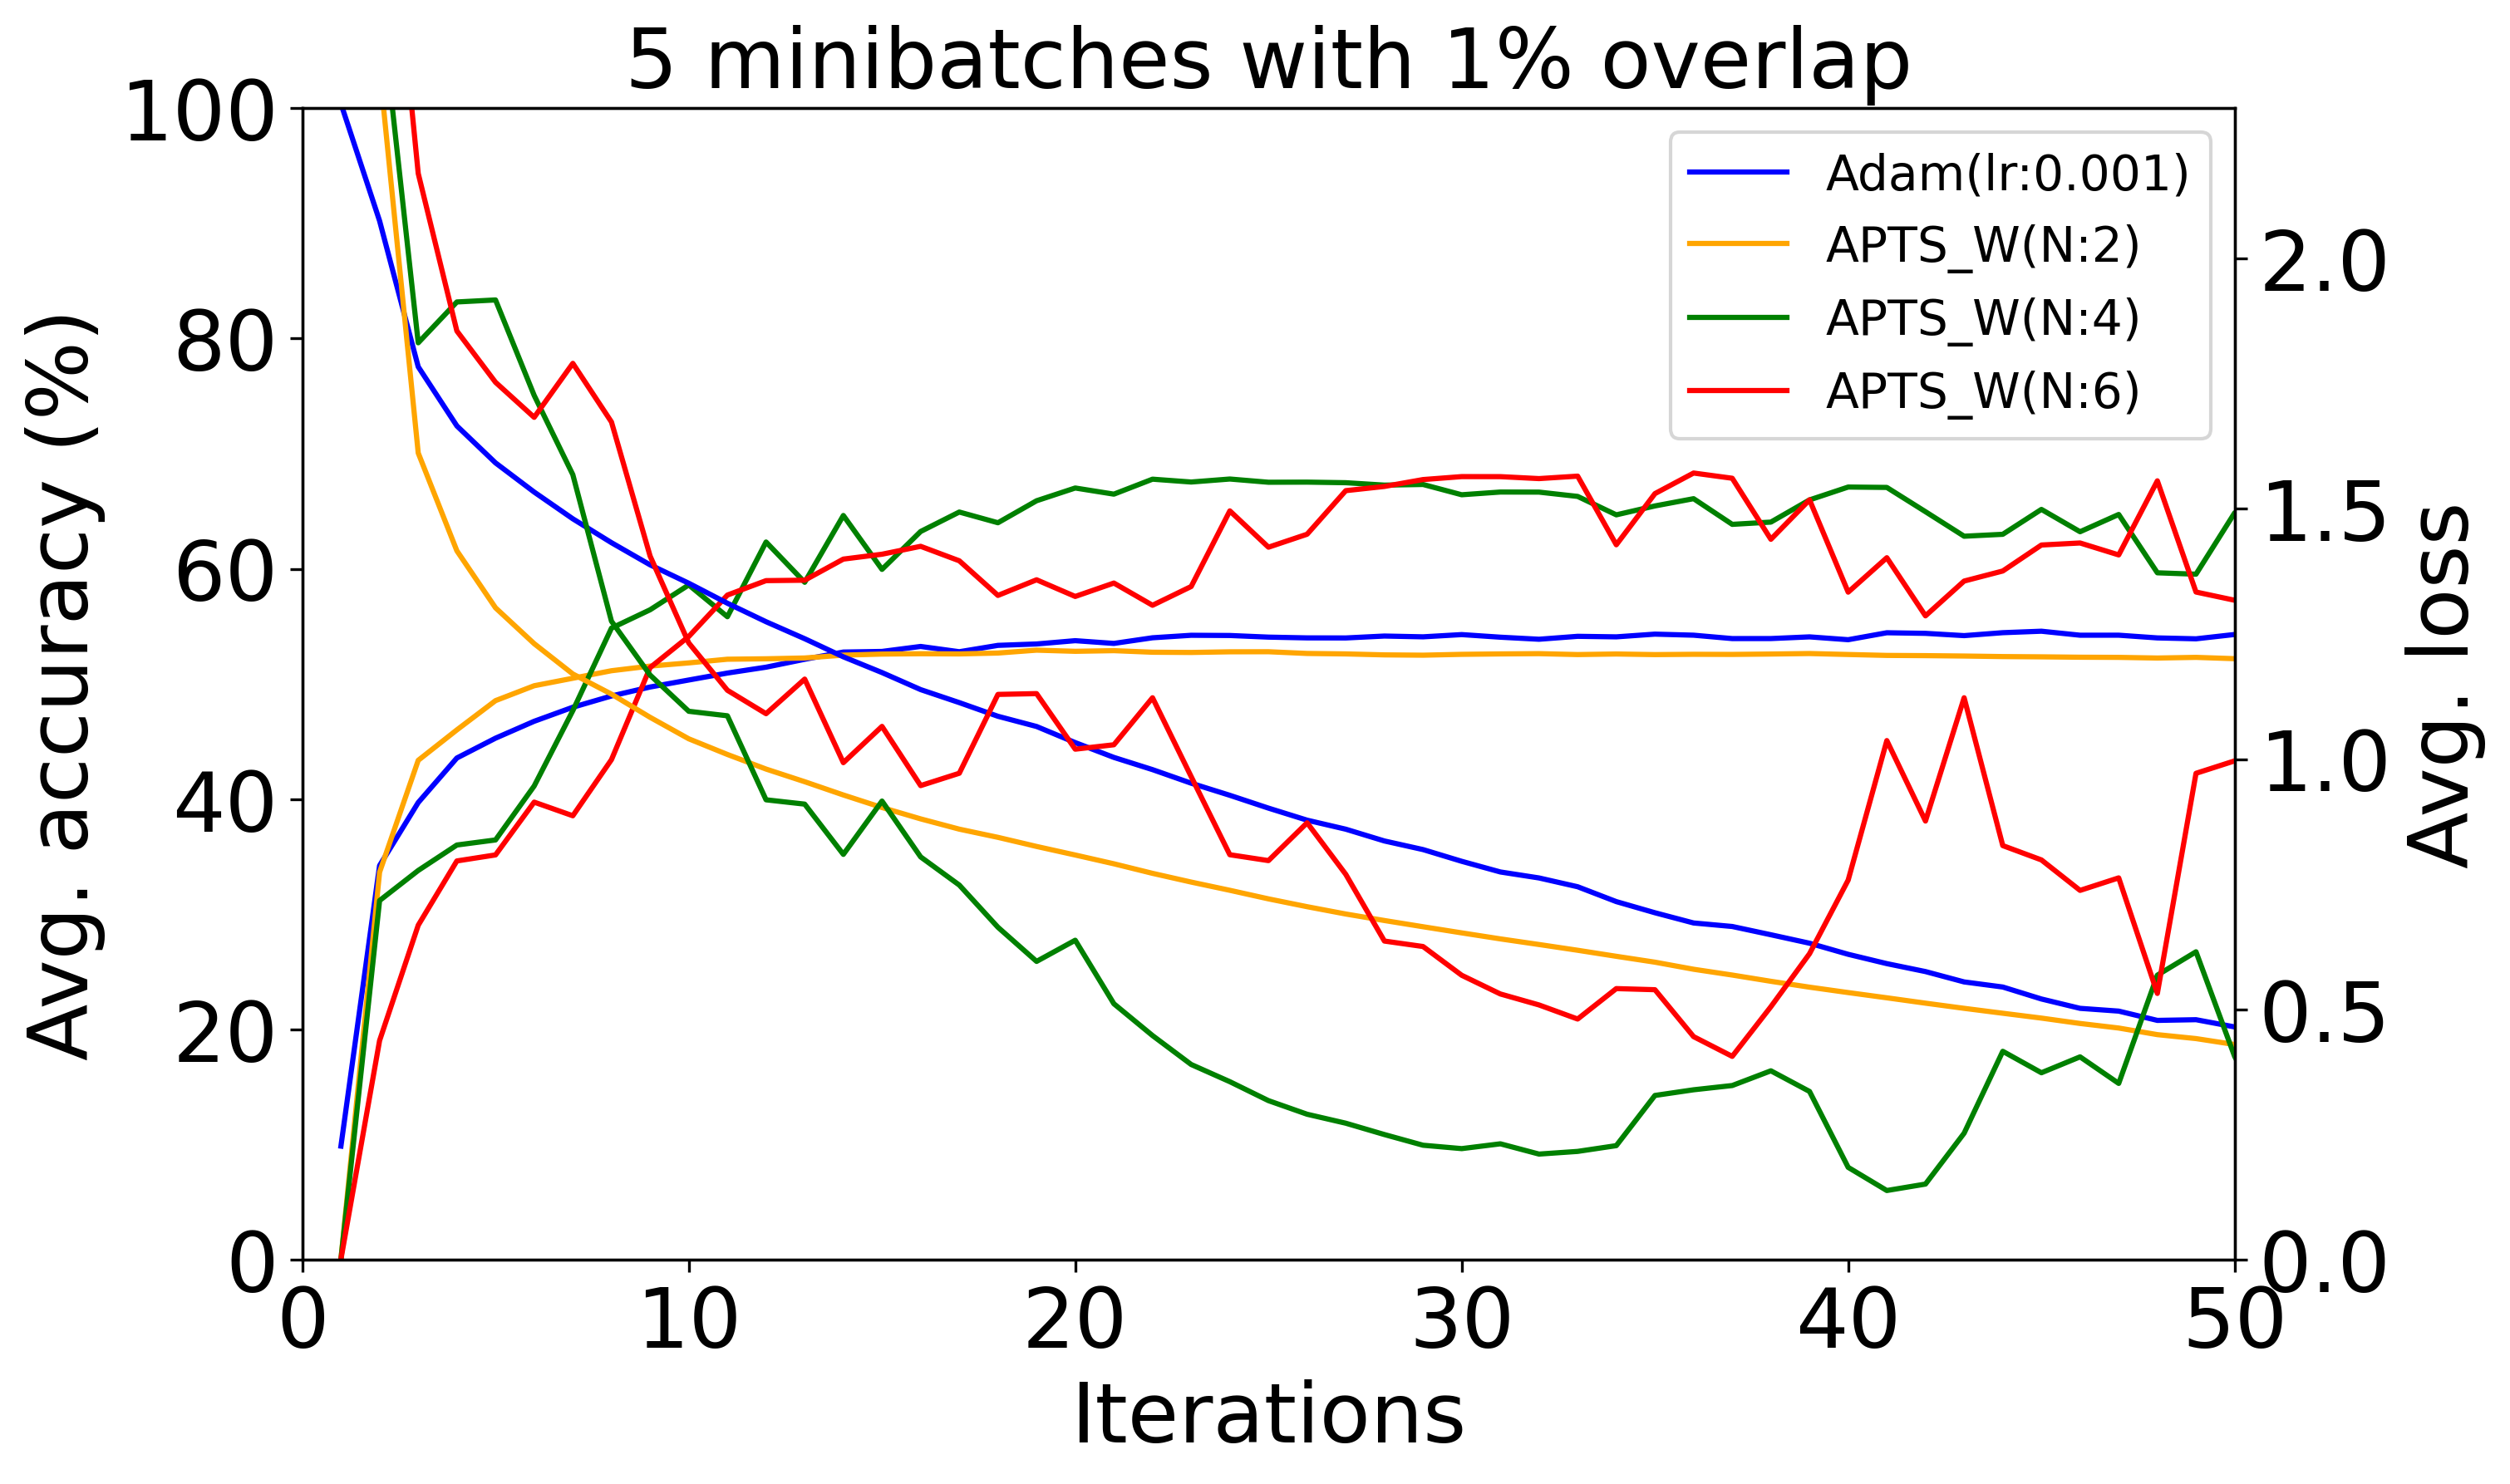 5 minibatches with 1% overlap
Avg. accuracy (%)
100
80
60
40
20
0
Adam(lr:0.001)
APTS_W(N:2)
APTS_W(N:4)
APTS_W(N:6)
2.0
1.5
1.0
0.5
0.0
Avg. loss
0 10 20 30 40 50
Iterations